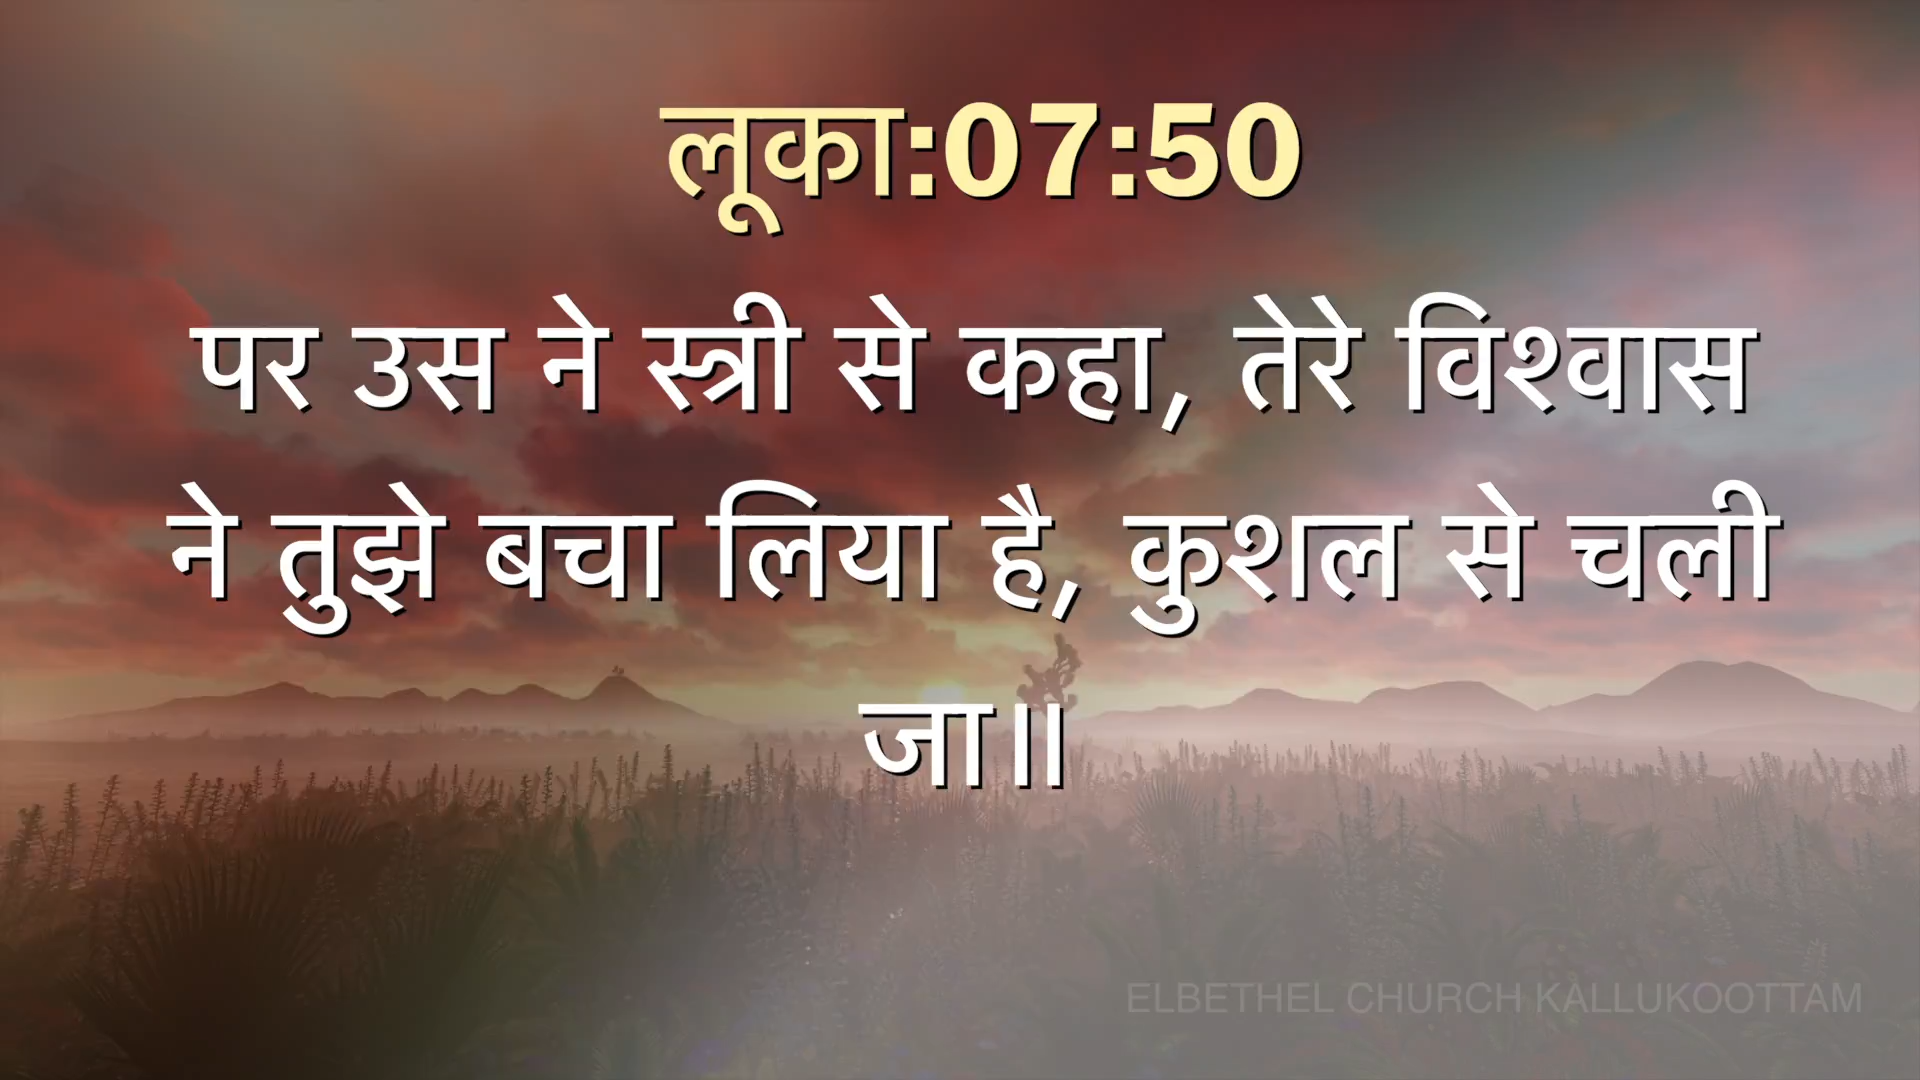 लूका:07:50
पर उस ने स्त्री से कहा, तेरे विश्वास
ने तुझे बचा लिया है, कुशल से चली
जा॥
ELBETHEL CHURCH KALLUKOOTTAM